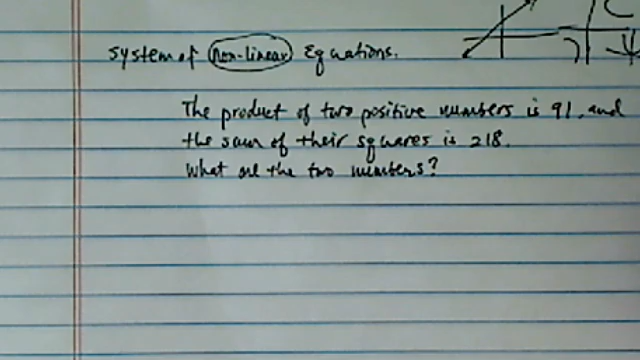 System of non-linear Equations.
The product of two positive numbers is 91, and
the sum of their squares is 218.
What are the two numbers?